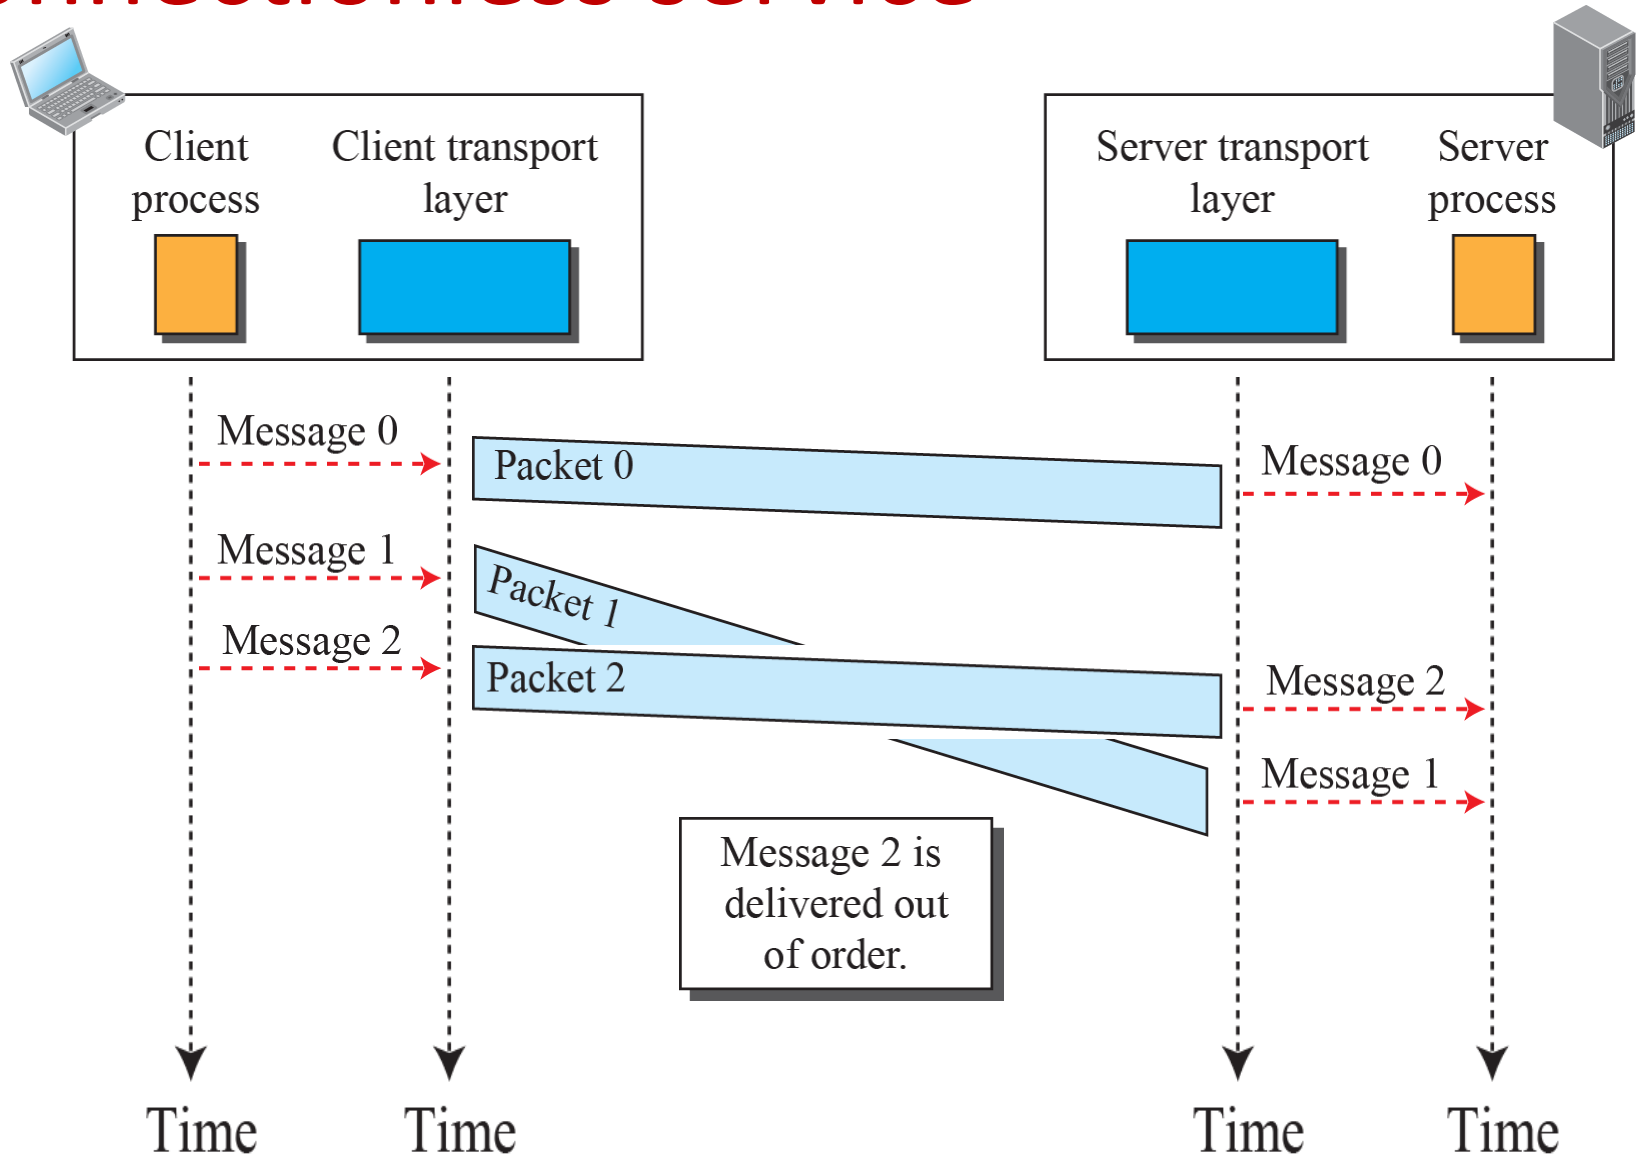 Client process
Client transport layer
Server transport layer
Server process
Message 0
Packet 0
Message 0
Message 1
Packet 1
Message 2
Packet 2
Message 2
Message 1
Message 2 is
delivered out
of order.
Time
Time
Time
Time